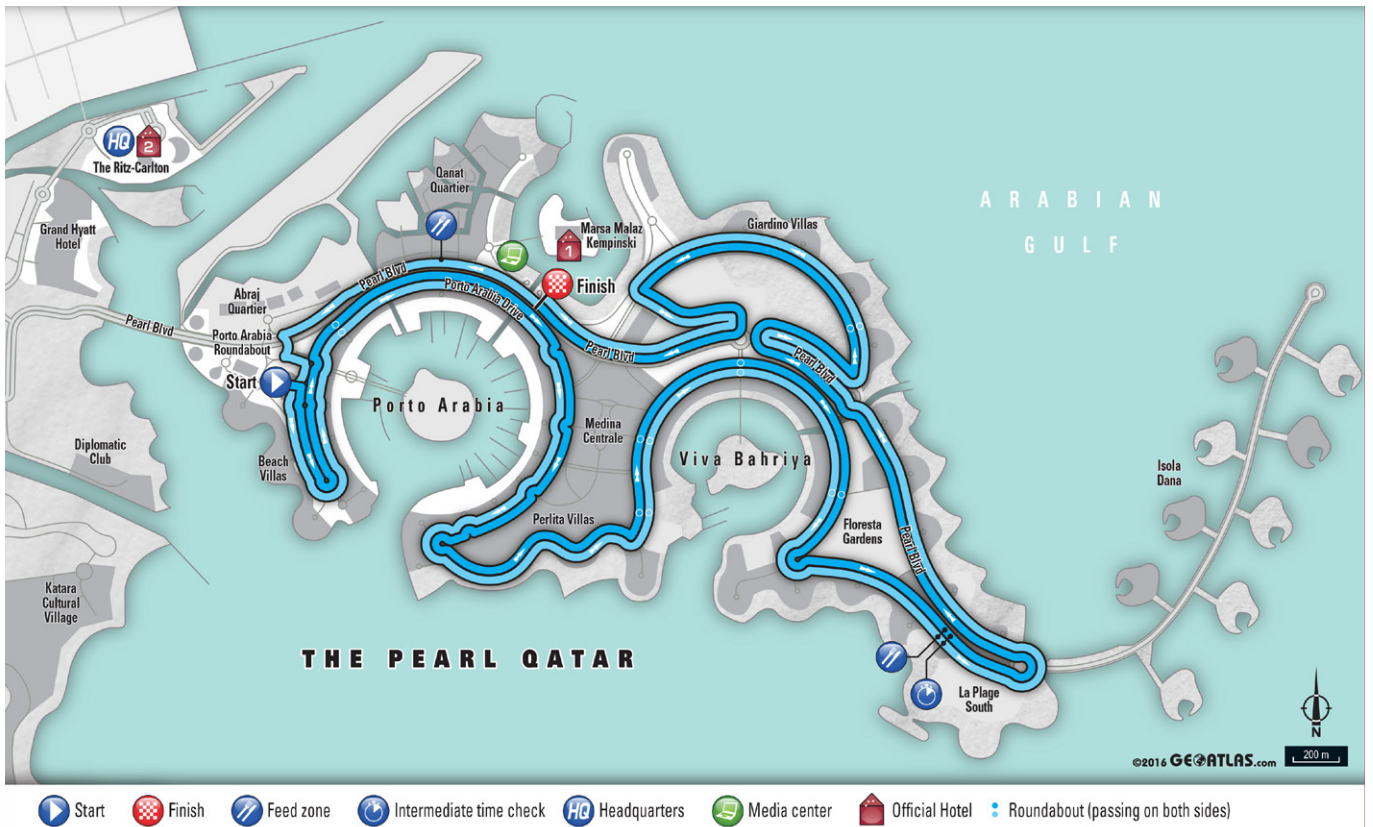 HQ
2
The Ritz-Carlton
Grand Hyatt
Hotel
Qanat
Quartier
Marsa Malaz
Kempinski
1
Giardino Villas
ARABIAN
GULF
Pearl Blvd
Finish
Abraj
Quartier
Porto Arabia Drive
Pearl Blvd
Porto Arabia
Roundabout
Pearl Blvd
Pearl Blvd
Start
Porto Arabia
Medina
Centrale
Viva Bahriya
Diplomatic
Club
Beach
Villas
Isola
Dana
Perlita Villas
Floresta
Gardens
Pearl Blvd
Katara
Cultural
Village
THE PEARL QATAR
La Plage
South
N
©2016 GEOATLAS.com
200 m
Start
Finish
Feed zone
Intermediate time check
HQ
Headquarters
Media center
Official Hotel
Roundabout (passing on both sides)